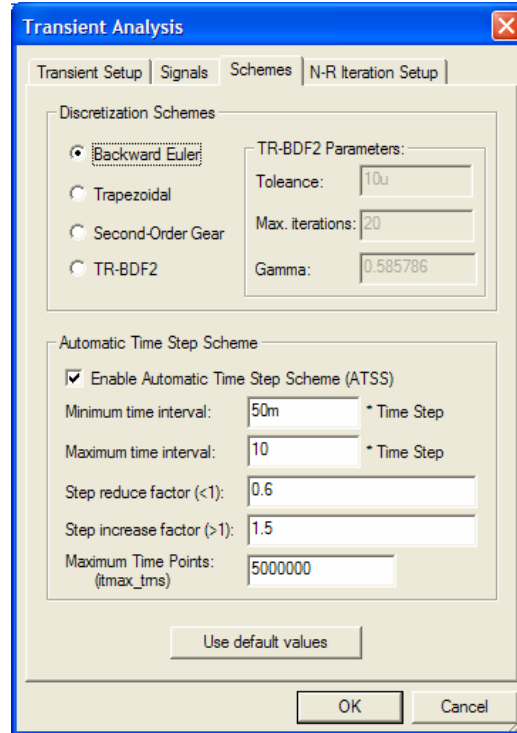 Transient Analysis
Transient Setup Signals Schemes N-R Iteration Setup
Discretization Schemes
Backward Euler
Trapezoidal
Second-Order Gear
TR-BDF2
TR-BDF2 Parameters:
Toleance: 10u
Max. iterations: 20
Gamma: 0.585786
Automatic Time Step Scheme
Enable Automatic Time Step Scheme (ATSS)
Minimum time interval: 50m * Time Step
Maximum time interval: 10 * Time Step
Step reduce factor (<1): 0.6
Step increase factor (>1): 1.5
Maximum Time Points: 5000000
(itmax_trns)
Use default values
OK Cancel